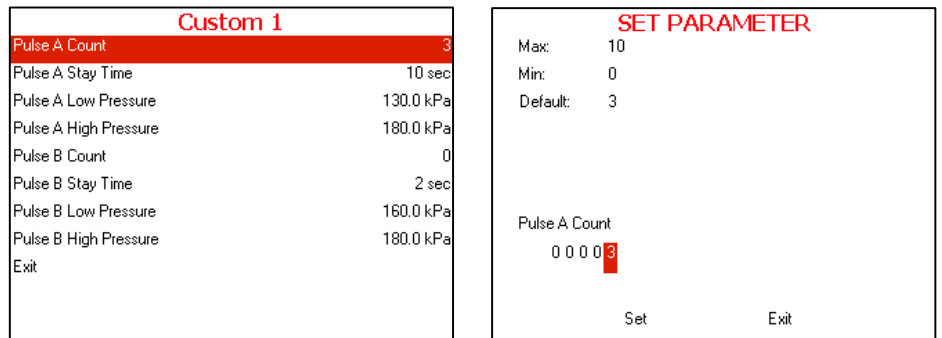 Custom 1
Pulse A Count 3
Pulse A Stay Time 10 sec
Pulse A Low Pressure 130.0 kPa
Pulse A High Pressure 180.0 kPa
Pulse B Count 0
Pulse B Stay Time 2 sec
Pulse B Low Pressure 160.0 kPa
Pulse B High Pressure 180.0 kPa
Exit
SET PARAMETER
Max: 10
Min: 0
Default: 3
Pulse A Count
0 0 0 0 3
Set Exit